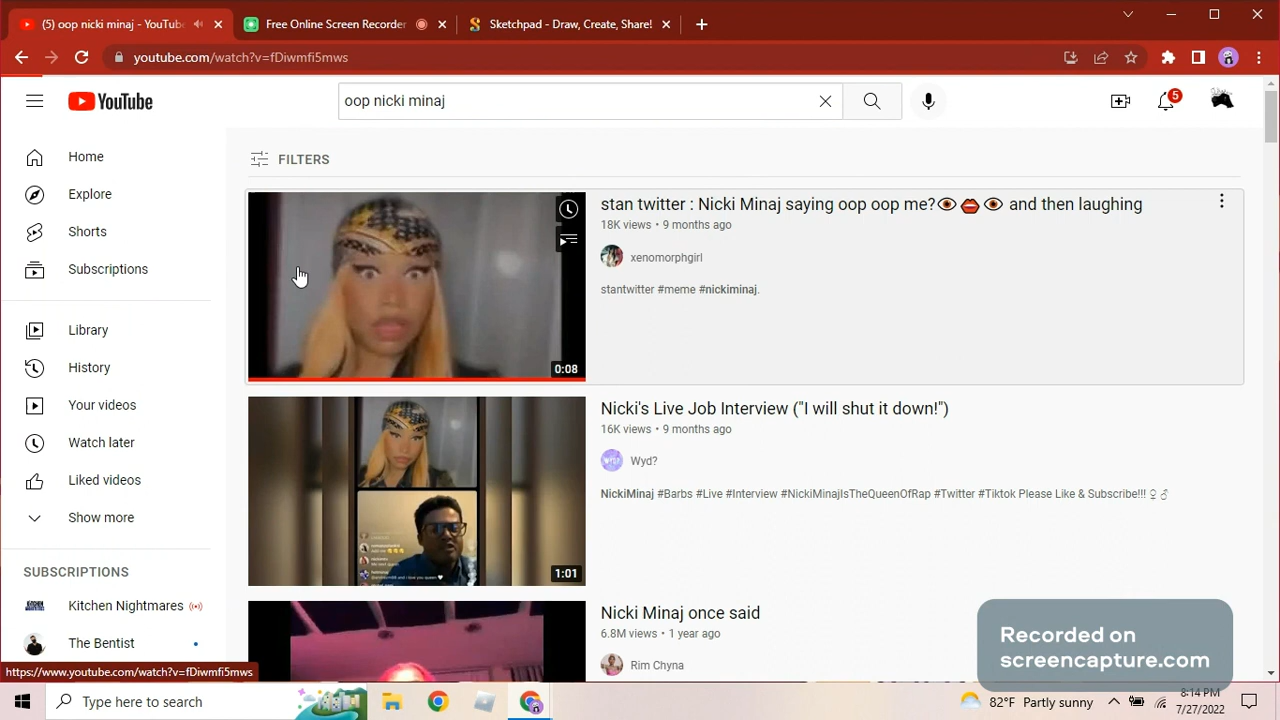 (5) oop nicki minaj - YouTube
Free Online Screen Recorder
Sketchpad - Draw, Create, Share!
youtube.com/watch?v=fDiwmfi5mws
YouTube
oop nicki minaj
5
Home
Explore
Shorts
Subscriptions
Library
History
Your videos
Watch later
Liked videos
Show more
SUBSCRIPTIONS
Kitchen Nightmares
The Bentist
FILTERS
stan twitter : Nicki Minaj saying oop oop me?👁️👄👁️ and then laughing
18K views • 9 months ago
xenomorphgirl
stantwitter #meme #nickiminaj.
0:08
Nicki's Live Job Interview ("I will shut it down!")
16K views • 9 months ago
Wyd?
NickiMinaj #Barbs #Live #Interview #NickiMinajIsTheQueenOfRap #Twitter #Tiktok Please Like & Subscribe!!! ♀♂
1:01
Nicki Minaj once said
6.8M views • 1 year ago
Rim Chyna
Recorded on
screencapture.com
https://www.youtube.com/watch?v=fDiwmfi5mws
Type here to search
82°F Partly sunny
8:14 PM
7/27/2022